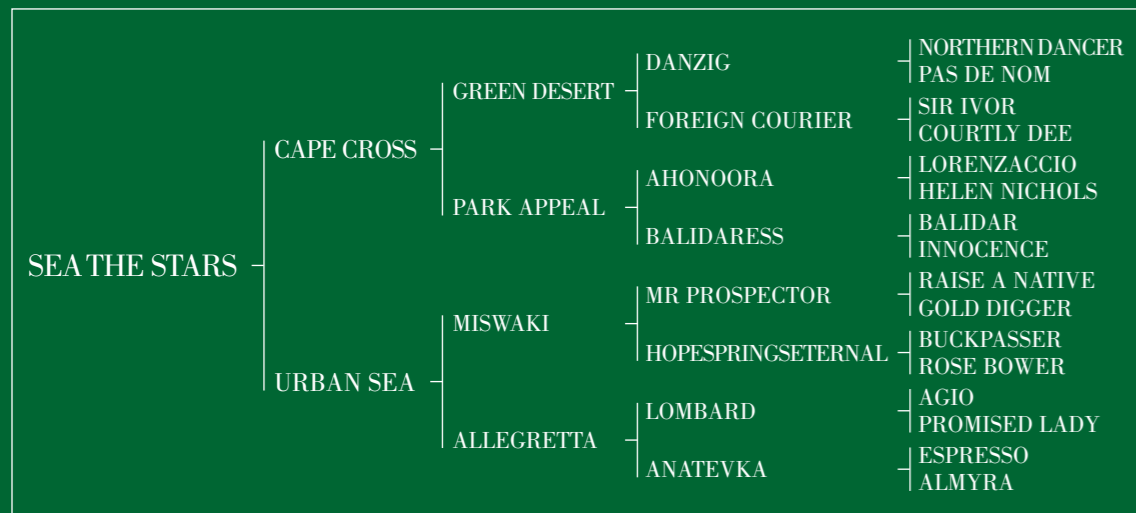 SEA THE STARS
CAPE CROSS
URBAN SEA
GREEN DESERT
PARK APPEAL
MISWAKI
ALLEGRETTA
DANZIG
FOREIGN COURIER
AHONOORA
BALIDARESS
MR PROSPECTOR
HOPESPRINGSETERNAL
LOMBARD
ANATEVKA
NORTHERN DANCER
PAS DE NOM
SIR IVOR
COURTLY DEE
LORENZACCIO
HELEN NICHOLS
BALIDAR
INNOCENCE
RAISE A NATIVE
GOLD DIGGER
BUCKPASSER
ROSE BOWER
AGIO
PROMISED LADY
ESPRESSO
ALMYRA